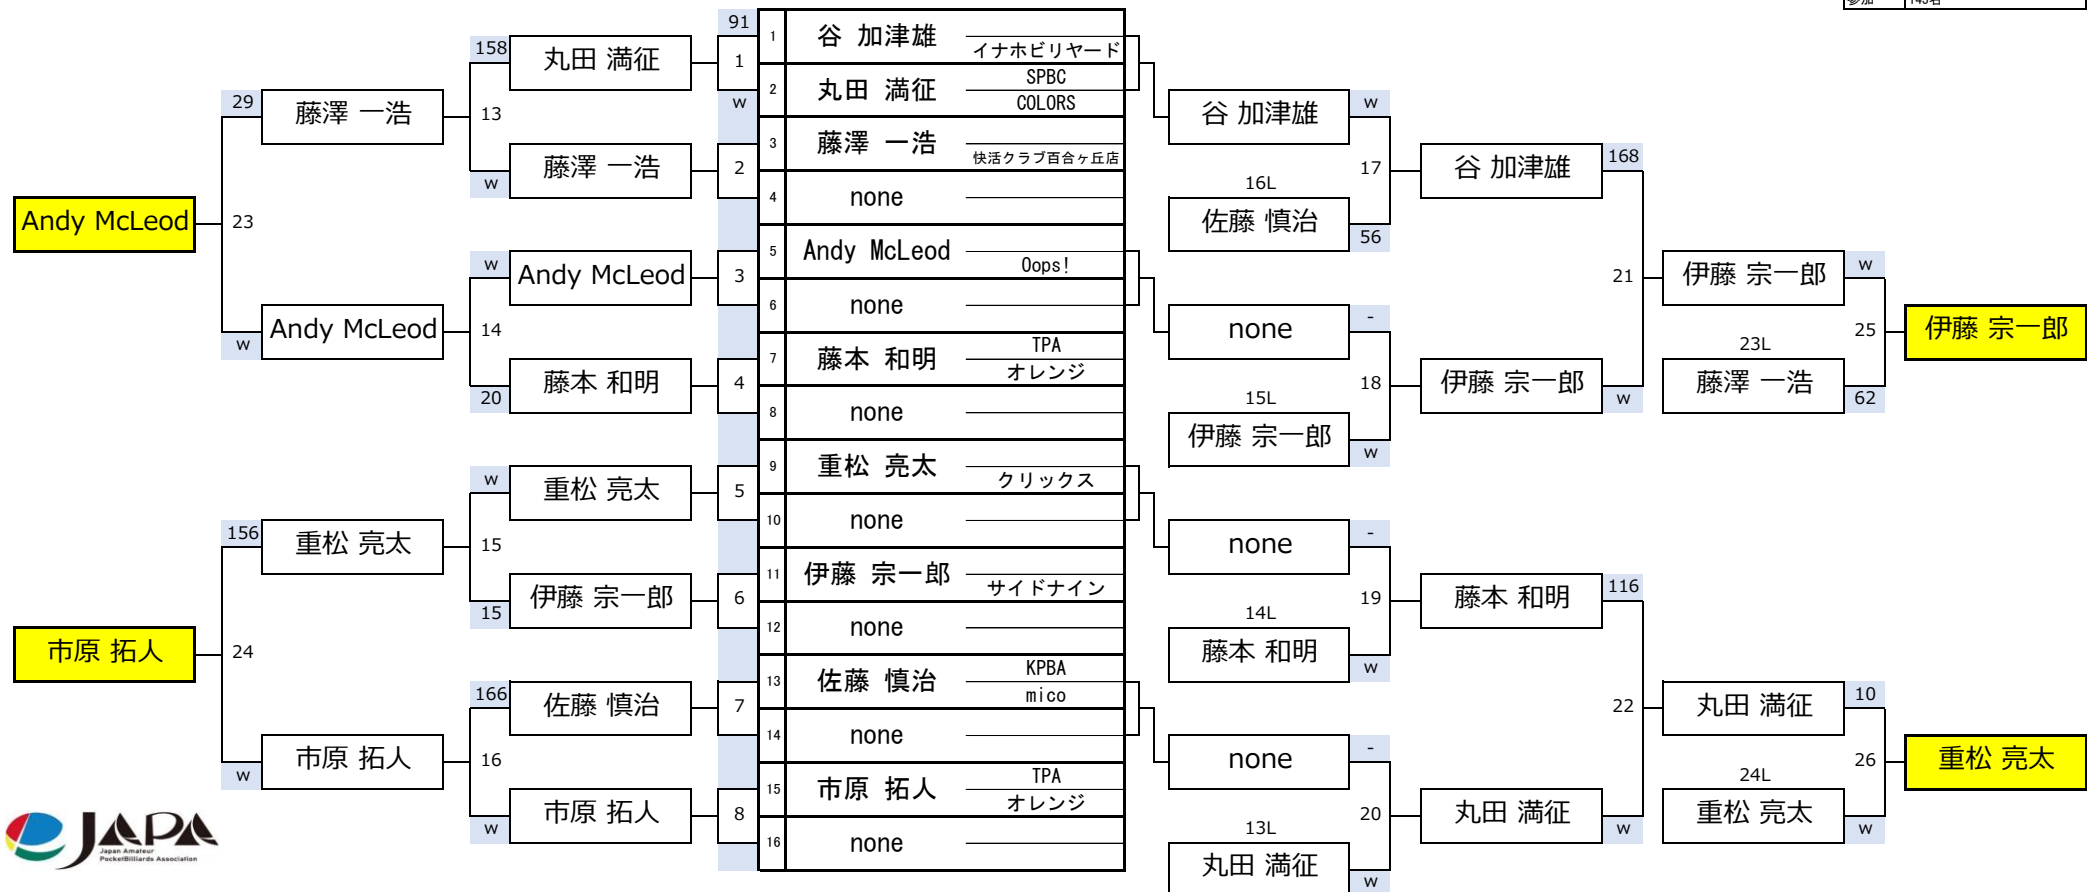 参加 145名
Andy McLeod
市原 拓人
29
藤澤 一浩
23
Andy McLeod
w
156
重松 亮太
24
市原 拓人
w
158
丸田 満征
13
藤澤 一浩
w
w
Andy McLeod
14
藤本 和明
20
w
重松 亮太
15
伊藤 宗一郎
15
166
佐藤 慎治
16
市原 拓人
w
91
1
w
2
3
4
5
6
7
8
1 谷 加津雄 イナホビリヤード
2 丸田 満征 SPBC COLORS
3 藤澤 一浩 快活クラブ百合ヶ丘店
4 none
5 Andy McLeod Oops!
6 none
7 藤本 和明 TPA オレンジ
8 none
9 重松 亮太 クリックス
10 none
11 伊藤 宗一郎 サイドナイン
12 none
13 佐藤 慎治 KPBA mico
14 none
15 市原 拓人 TPA オレンジ
16 none
谷 加津雄
w
17
16L
佐藤 慎治
56
none
-
18
15L
伊藤 宗一郎
w
none
-
19
14L
藤本 和明
w
none
-
20
13L
丸田 満征
w
谷 加津雄
168
21
伊藤 宗一郎
w
藤本 和明
116
22
丸田 満征
w
伊藤 宗一郎
w
25
23L
藤澤 一浩
62
丸田 満征
10
26
24L
重松 亮太
w
伊藤 宗一郎
重松 亮太
JAPA
Japan Amateur
PocketBilliards Association